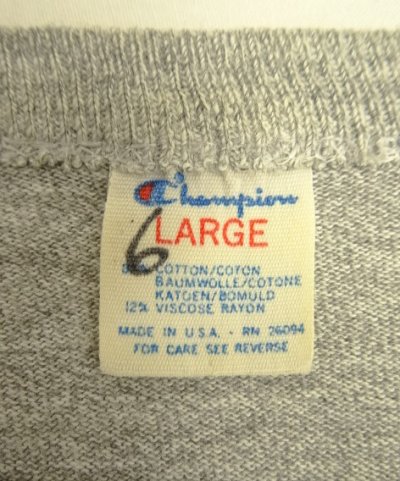 Champion
6 LARGE
COTTON/COTON
BAUMWOLLE/COTONE
KATOEN/BOMULD
12% VISCOSE RAYON
MADE IN U.S.A. - RN 26094
FOR CARE SEE REVERSE